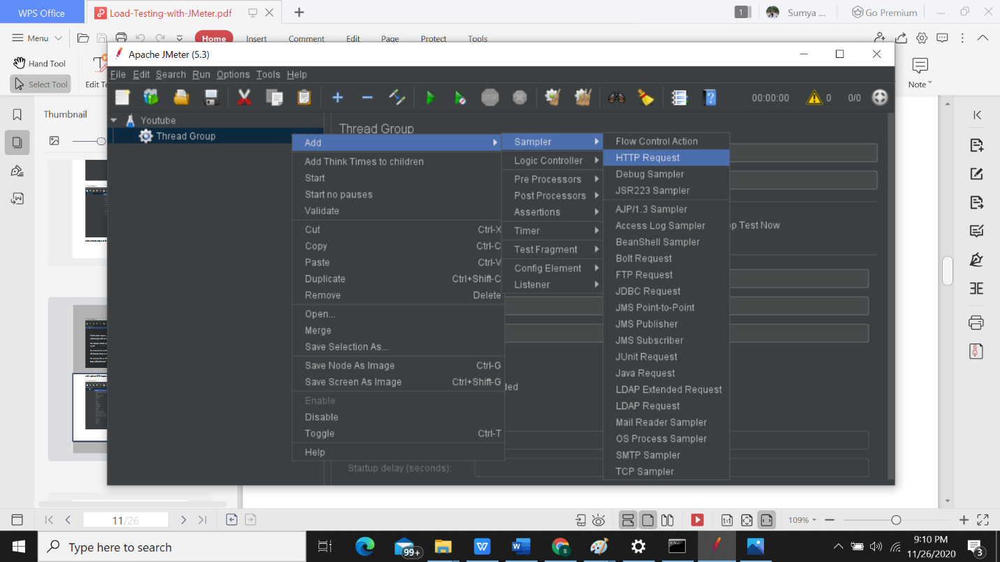 WPS Office
Load-Testing-with-JMeter.pdf
1
Sumya ...
Go Premium
Menu
Home
Insert
Comment
Edit
Page
Protect
Tools
Hand Tool
Select Tool
Edit Te
Note
Thumbnail
Apache JMeter (5.3)
File Edit Search Run Options Tools Help
STOP
00:00:00
0
0/0
Youtube
Thread Group
Thread Group
Add
Add Think Times to children
Start
Start no pauses
Validate
Cut Ctrl-X
Copy Ctrl-C
Paste Ctrl-V
Duplicate Ctrl+Shift-C
Remove Delete
Open...
Merge
Save Selection As...
Save Node As Image Ctrl-G
Save Screen As Image Ctrl+Shift-G
Enable
Disable
Toggle Ctrl-T
Help
Sampler
Logic Controller
Pre Processors
Post Processors
Assertions
Timer
Test Fragment
Config Element
Listener
Flow Control Action
HTTP Request
Debug Sampler
JSR223 Sampler
AJP/1.3 Sampler
Access Log Sampler
BeanShell Sampler
Bolt Request
FTP Request
JDBC Request
JMS Point-to-Point
JMS Publisher
JMS Subscriber
JUnit Request
Java Request
LDAP Extended Request
LDAP Request
Mail Reader Sampler
OS Process Sampler
SMTP Sampler
TCP Sampler
op Test Now
ded
Startup delay (seconds):
11/26
1:1
109%
Type here to search
99+
9:10 PM
11/26/2020
3